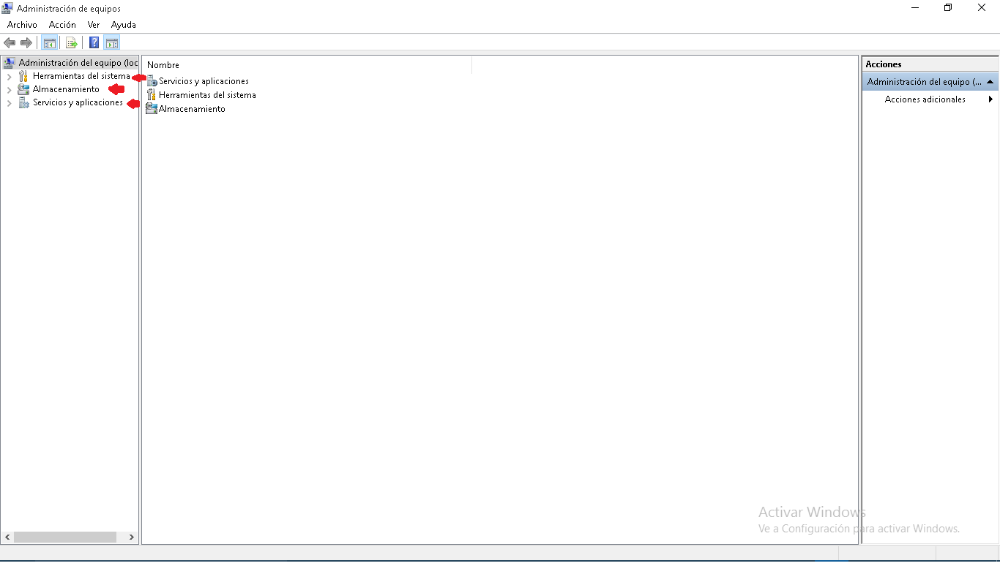 Administración de equipos
Archivo Acción Ver Ayuda
Administración del equipo (loc
Herramientas del sistema
Almacenamiento
Servicios y aplicaciones
Nombre
Servicios y aplicaciones
Herramientas del sistema
Almacenamiento
Acciones
Administración del equipo (...
Acciones adicionales
Activar Windows
Ve a Configuración para activar Windows.